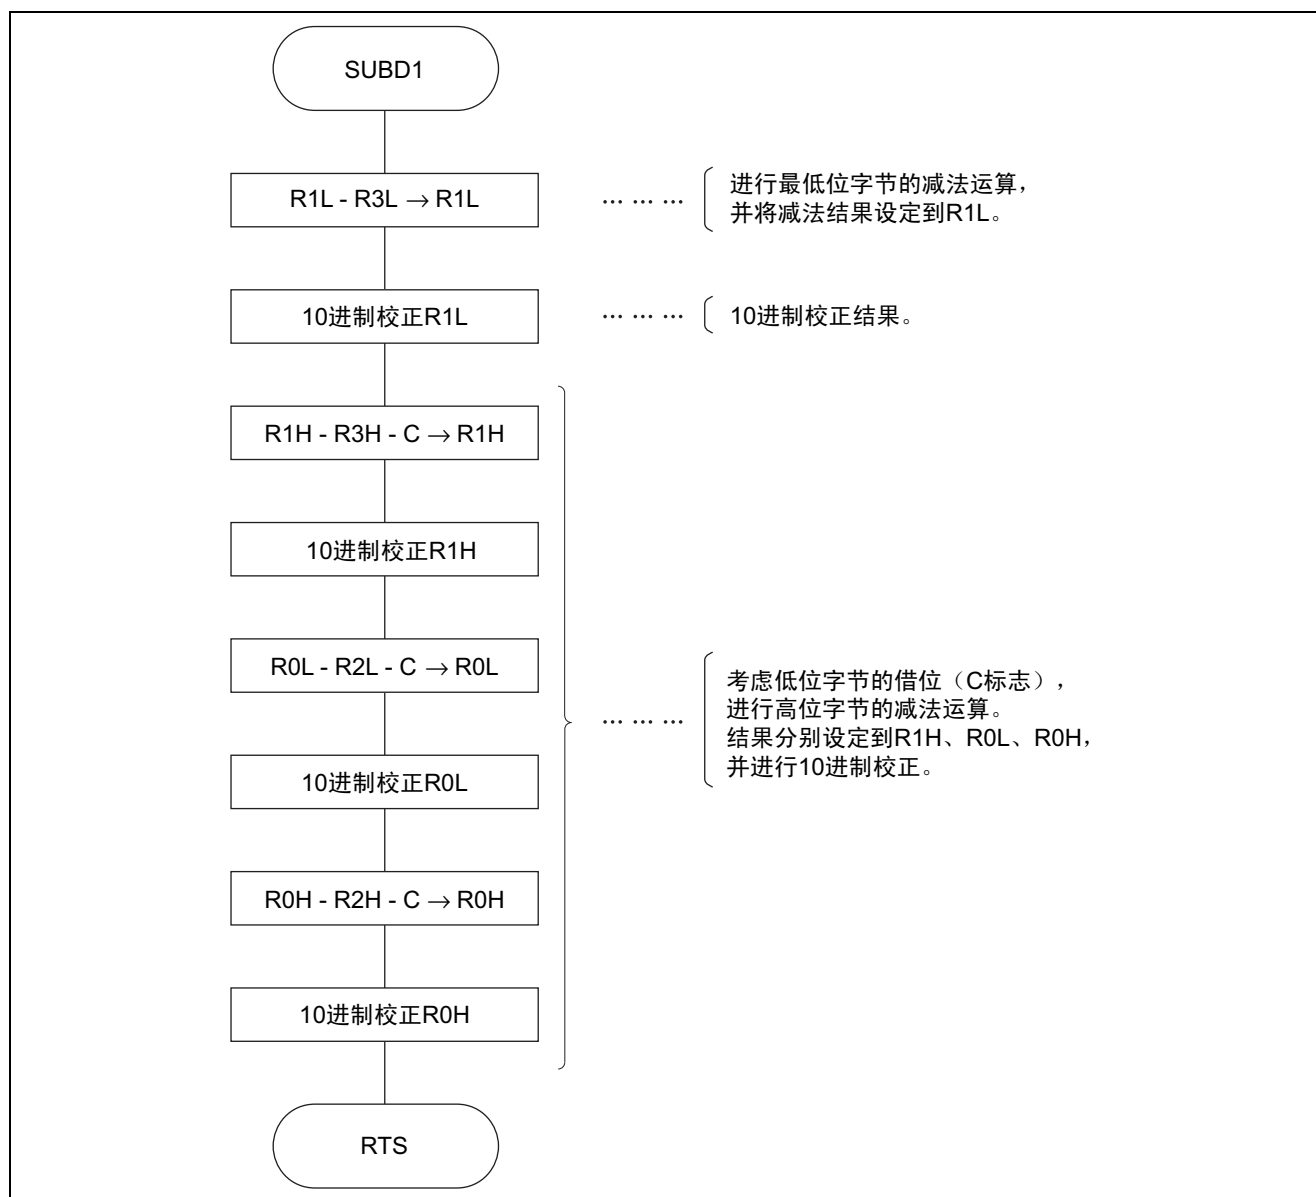 SUBD1
R1L - R3L → R1L
… … …
进行最低位字节的减法运算，
并将减法结果设定到R1L。
10进制校正R1L
… … …
10进制校正结果。
R1H - R3H - C → R1H
10进制校正R1H
R0L - R2L - C → R0L
… … …
考虑低位字节的借位（C标志），
进行高位字节的减法运算。
结果分别设定到R1H、R0L、R0H，
并进行10进制校正。
10进制校正R0L
R0H - R2H - C → R0H
10进制校正R0H
RTS